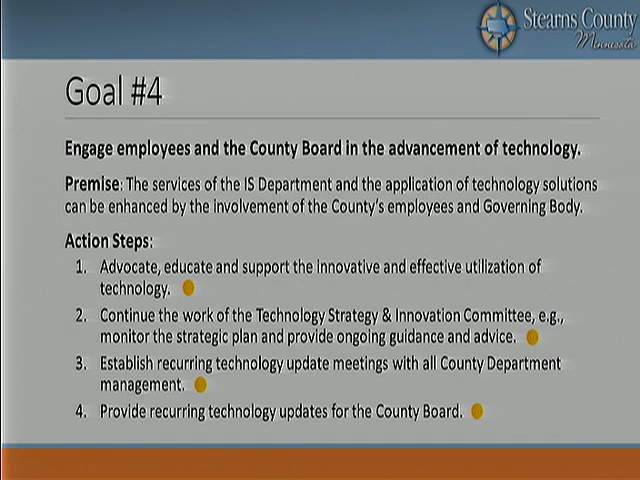 Stearns County
Minnesota
Goal #4
Engage employees and the County Board in the advancement of technology.
Premise: The services of the IS Department and the application of technology solutions
can be enhanced by the involvement of the County's employees and Governing Body.
Action Steps:
1. Advocate, educate and support the innovative and effective utilization of
technology.
2. Continue the work of the Technology Strategy & Innovation Committee, e.g.,
monitor the strategic plan and provide ongoing guidance and advice.
3. Establish recurring technology update meetings with all County Department
management.
4. Provide recurring technology updates for the County Board.